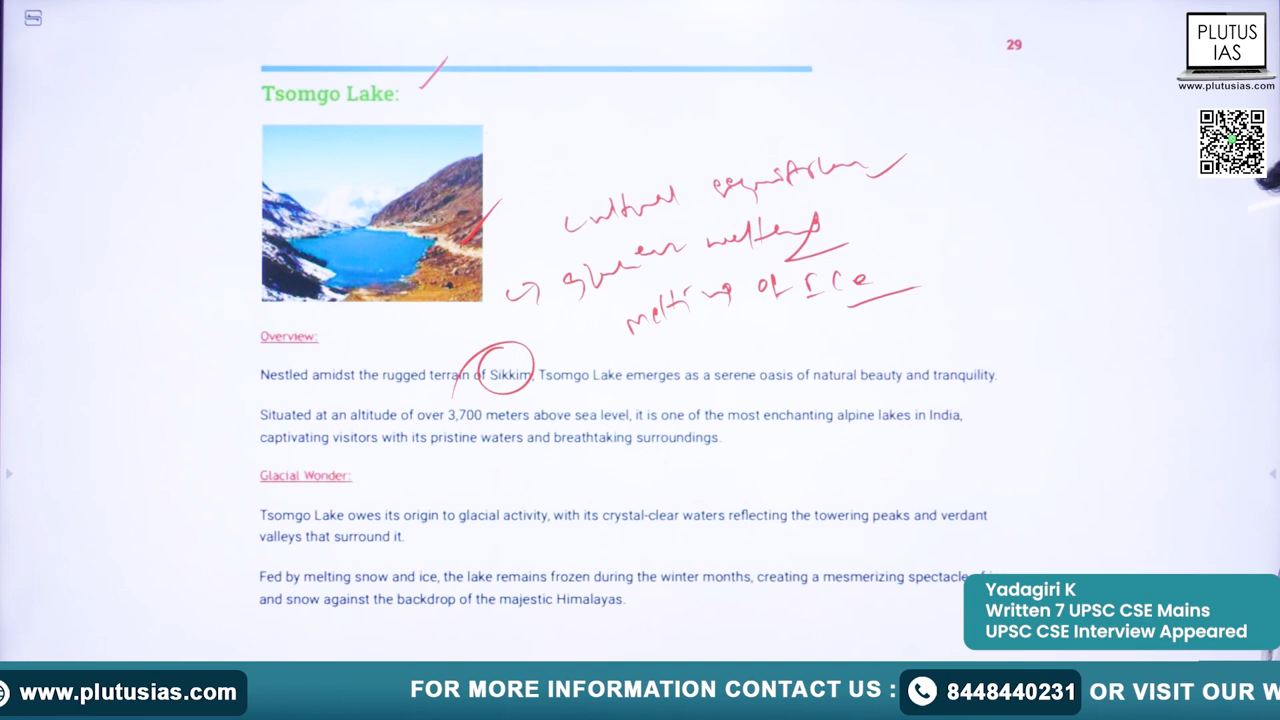 29
PLUTUS
IAS
www.plutusias.com
Tsomgo Lake:
cultural
melting of ICe
Overview:
Nestled amidst the rugged terrain of Sikkim, Tsomgo Lake emerges as a serene oasis of natural beauty and tranquility.
Situated at an altitude of over 3,700 meters above sea level, it is one of the most enchanting alpine lakes in India,
captivating visitors with its pristine waters and breathtaking surroundings.
Glacial Wonder:
Tsomgo Lake owes its origin to glacial activity, with its crystal-clear waters reflecting the towering peaks and verdant
valleys that surround it.
Fed by melting snow and ice, the lake remains frozen during the winter months, creating a mesmerizing spectacle
and snow against the backdrop of the majestic Himalayas.
Yadagiri K
Written 7 UPSC CSE Mains
UPSC CSE Interview Appeared
www.plutusias.com
FOR MORE INFORMATION CONTACT US :
8448440231
OR VISIT OUR W